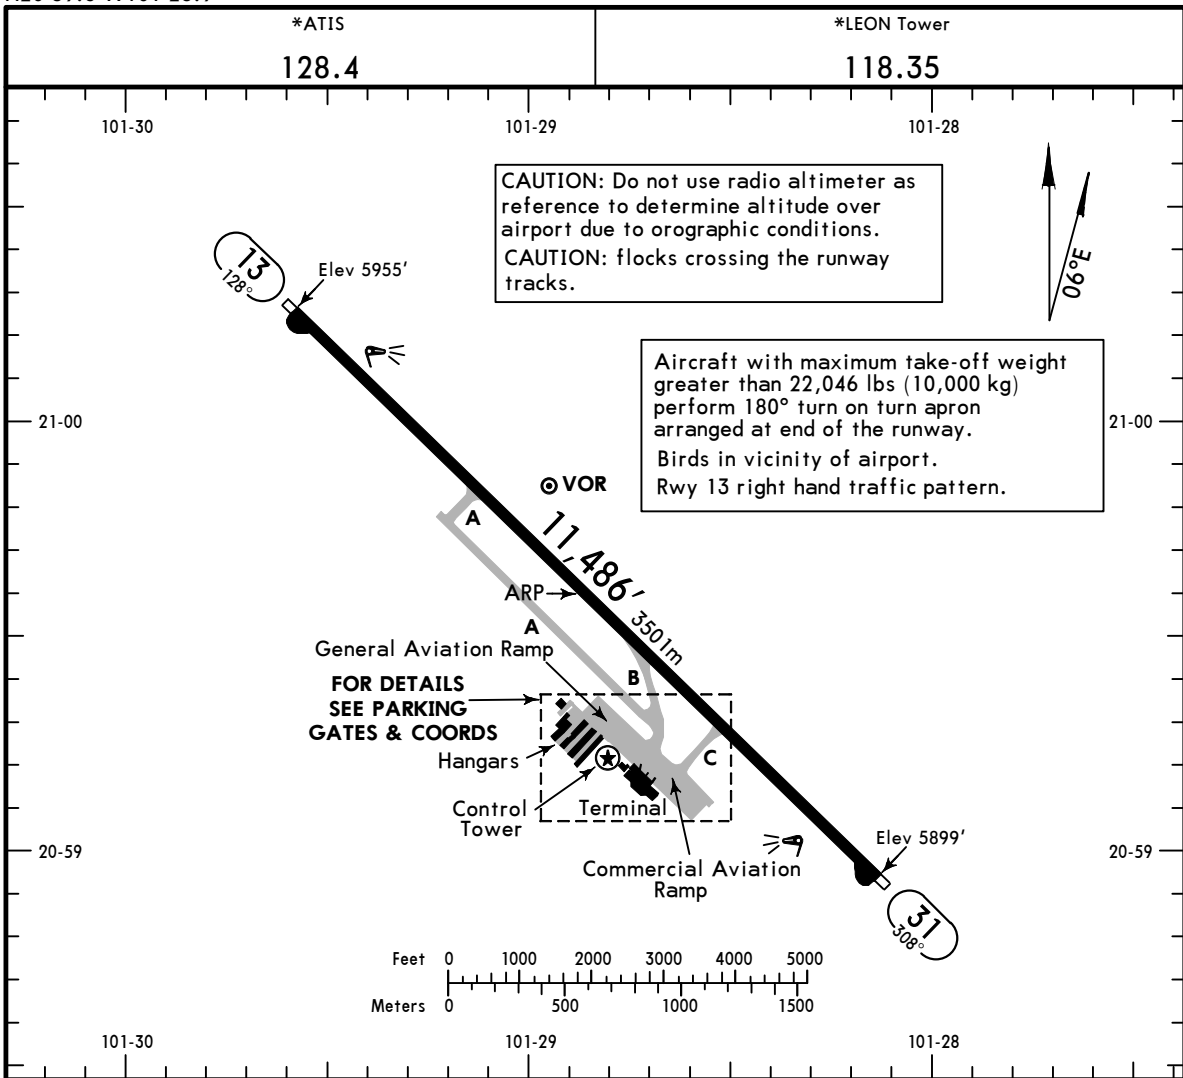 *ATIS
128.4
*LEON Tower
118.35
101-30
101-29
101-28
CAUTION: Do not use radio altimeter as
reference to determine altitude over
airport due to orographic conditions.
CAUTION: flocks crossing the runway
tracks.
06°E
13
128°
Elev 5955'
Aircraft with maximum take-off weight
greater than 22,046 lbs (10,000 kg)
perform 180° turn on turn apron
arranged at end of the runway.
Birds in vicinity of airport.
Rwy 13 right hand traffic pattern.
21-00
21-00
VOR
A
11,486'
3501m
ARP
A
General Aviation Ramp
B
FOR DETAILS
SEE PARKING
GATES & COORDS
Hangars
C
Control
Tower
Terminal
Commercial Aviation
Ramp
Elev 5899'
20-59
20-59
31
308°
Feet 0 1000 2000 3000 4000 5000
Meters 0 500 1000 1500
101-30
101-29
101-28